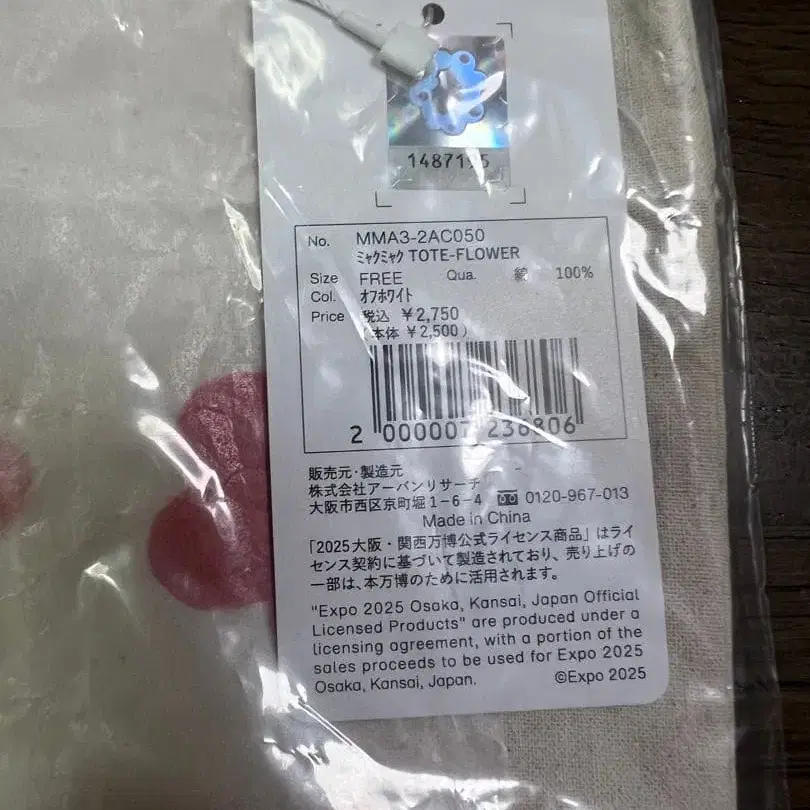 1487195
No. MMA3-2AC050
ﾐｬｸﾐｬｸ TOTE-FLOWER
Size FREE Qua. 綿 100%
Col. ｵﾌﾎﾜｲﾄ
Price 税込 ¥2,750
(本体 ¥2,500)
2 000007 236806
販売元・製造元
株式会社アーバンリサーチ
大阪市西区京町堀1-6-4 0120-967-013
Made in China
「2025大阪・関西万博公式ライセンス商品」はライ
センス契約に基づいて製造されており、売り上げの
一部は、本万博のために活用されます。
"Expo 2025 Osaka, Kansai, Japan Official
Licensed Products" are produced under a
licensing agreement, with a portion of the
sales proceeds to be used for Expo 2025
Osaka, Kansai, Japan. ©Expo 2025